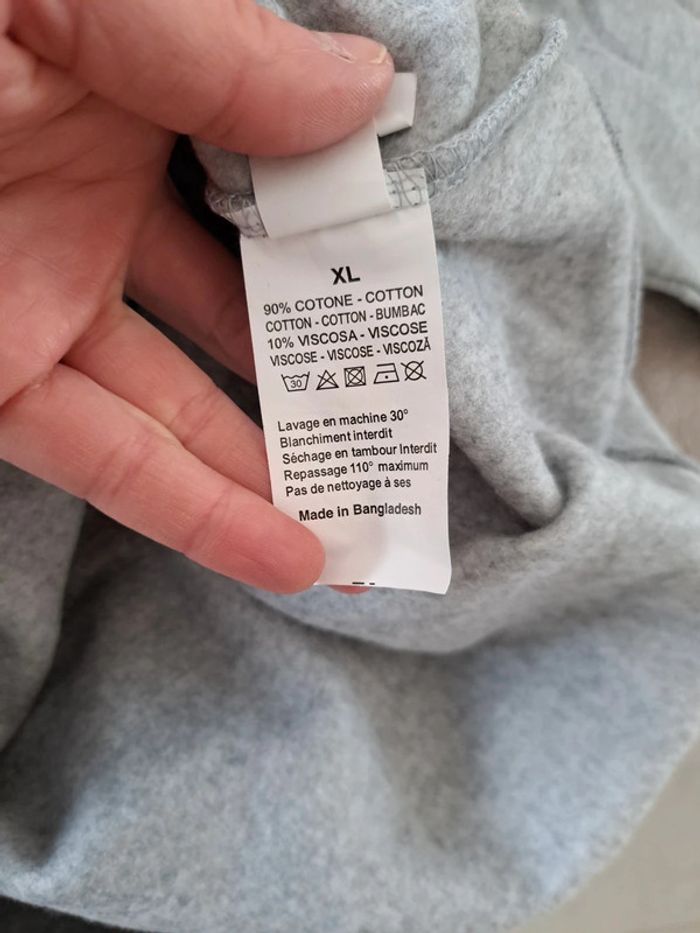 XL
90% COTONE - COTTON
COTTON - COTTON - BUMBAC
10% VISCOSA - VISCOSE
VISCOSE - VISCOSE - VISCOZĂ
30
Lavage en machine 30°
Blanchiment interdit
Séchage en tambour Interdit
Repassage 110° maximum
Pas de nettoyage à ses
Made in Bangladesh